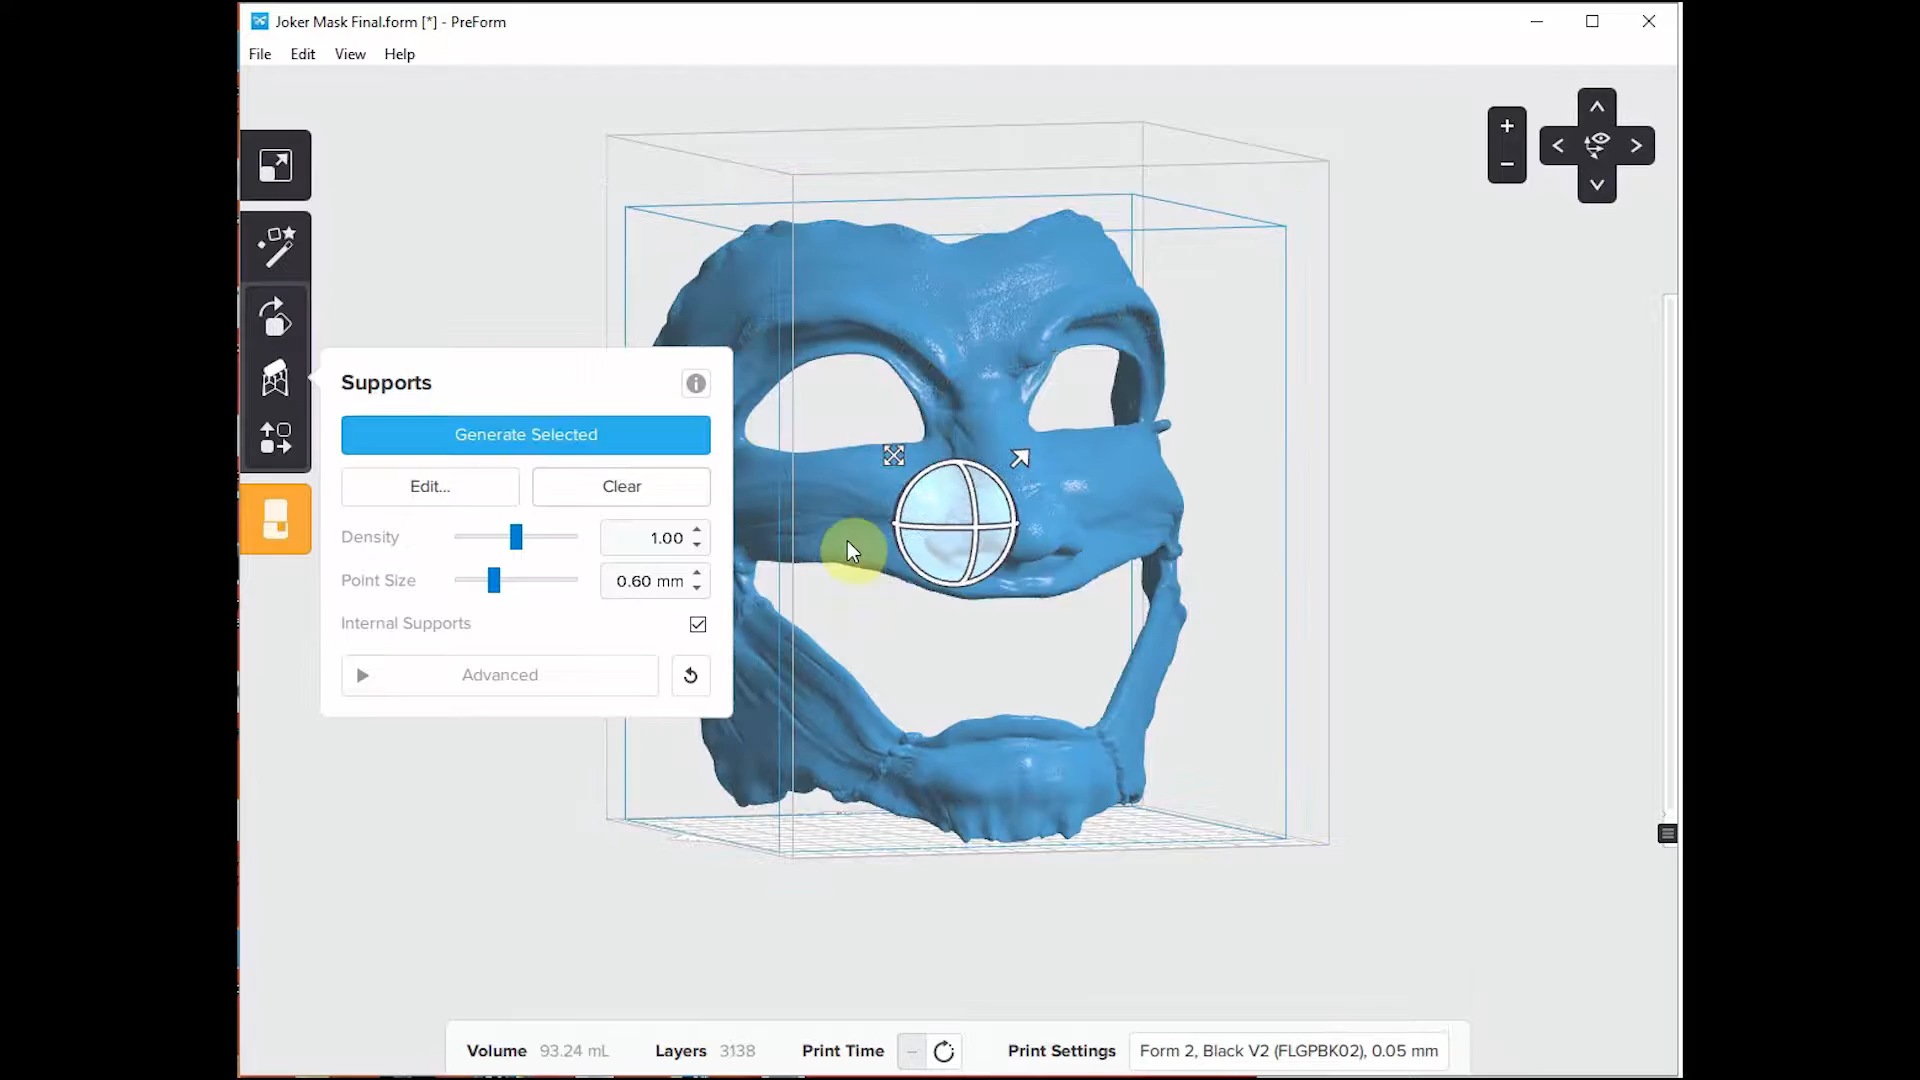 Joker Mask Final.form [*] - PreForm
File Edit View Help
Supports
Generate Selected
Edit... Clear
Density 1.00
Point Size 0.60 mm
Internal Supports
Advanced
Volume 93.24 mL Layers 3138 Print Time – Print Settings Form 2, Black V2 (FLGPBK02), 0.05 mm